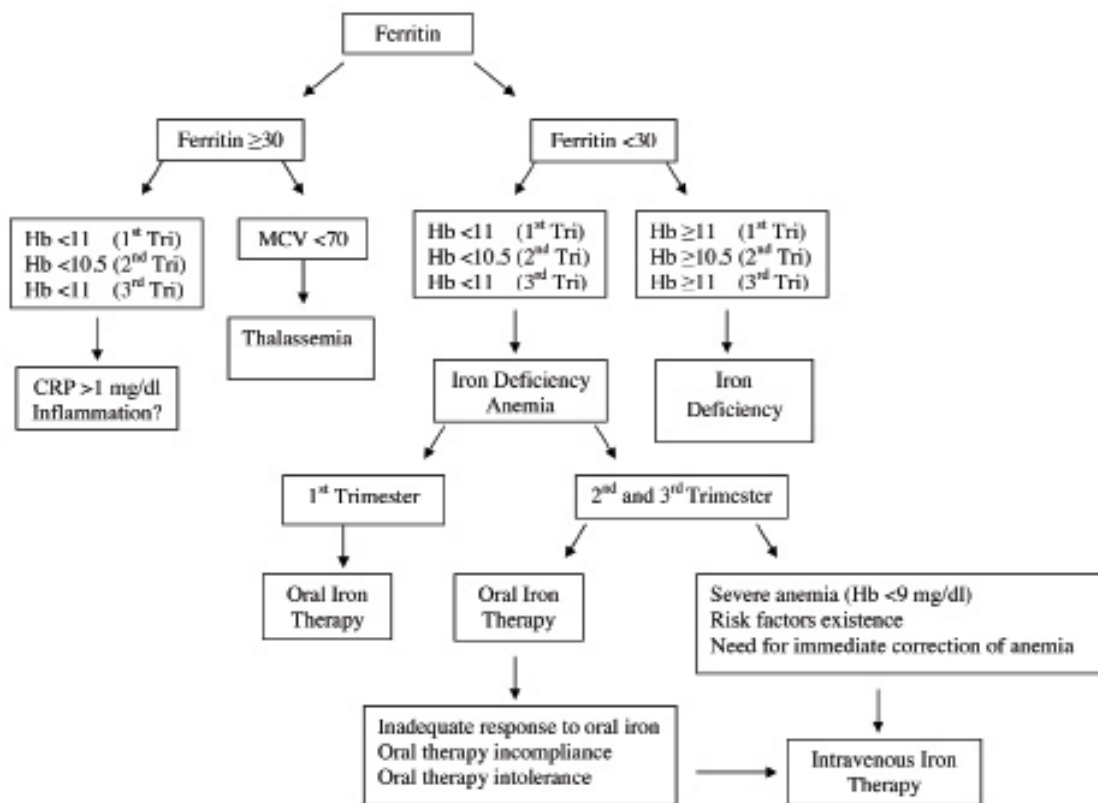 Ferritin
Ferritin ≥30
Ferritin <30
Hb <11 (1st Tri)
Hb <10.5 (2nd Tri)
Hb <11 (3rd Tri)
MCV <70
Hb <11 (1st Tri)
Hb <10.5 (2nd Tri)
Hb <11 (3rd Tri)
Hb ≥11 (1st Tri)
Hb ≥10.5 (2nd Tri)
Hb ≥11 (3rd Tri)
Thalassemia
CRP >1 mg/dl
Inflammation?
Iron Deficiency
Anemia
Iron
Deficiency
1st Trimester
2nd and 3rd Trimester
Oral Iron
Therapy
Oral Iron
Therapy
Severe anemia (Hb <9 mg/dl)
Risk factors existence
Need for immediate correction of anemia
Inadequate response to oral iron
Oral therapy incompliance
Oral therapy intolerance
Intravenous Iron
Therapy